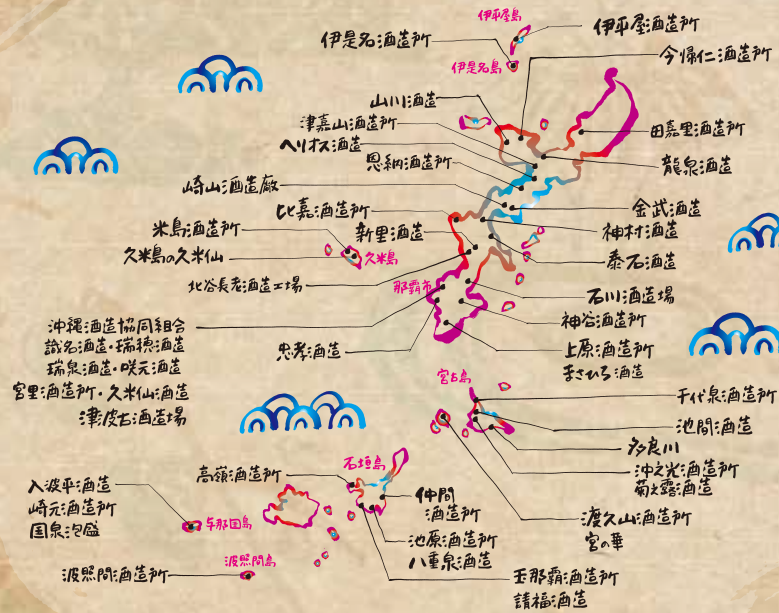 伊平屋島
伊平屋酒造所
伊是名酒造所
伊是名島
今帰仁酒造所
山川酒造
津嘉山酒造所
ヘリオス酒造
恩納酒造所
田嘉里酒造所
龍泉酒造
崎山酒造廠
金武酒造
比嘉酒造所
神村酒造
米島酒造所
新里酒造
久米島の久米仙
久米島
泰石酒造
北谷長老酒造工場
那覇市
石川酒造場
神谷酒造所
沖縄酒造協同組合
識名酒造・瑞穂酒造
瑞泉酒造・咲元酒造
宮里酒造所・久米仙酒造
津波古酒造場
忠孝酒造
上原酒造所
まさひろ酒造
宮古島
千代泉酒造所
池間酒造
多良川
沖之光酒造所
菊之露酒造
渡久山酒造所
宮の華
石垣島
高嶺酒造所
仲間
酒造所
池原酒造所
八重泉酒造
玉那覇酒造所
請福酒造
入波平酒造
崎元酒造所
国泉泡盛
与那国島
波照間島
波照間酒造所